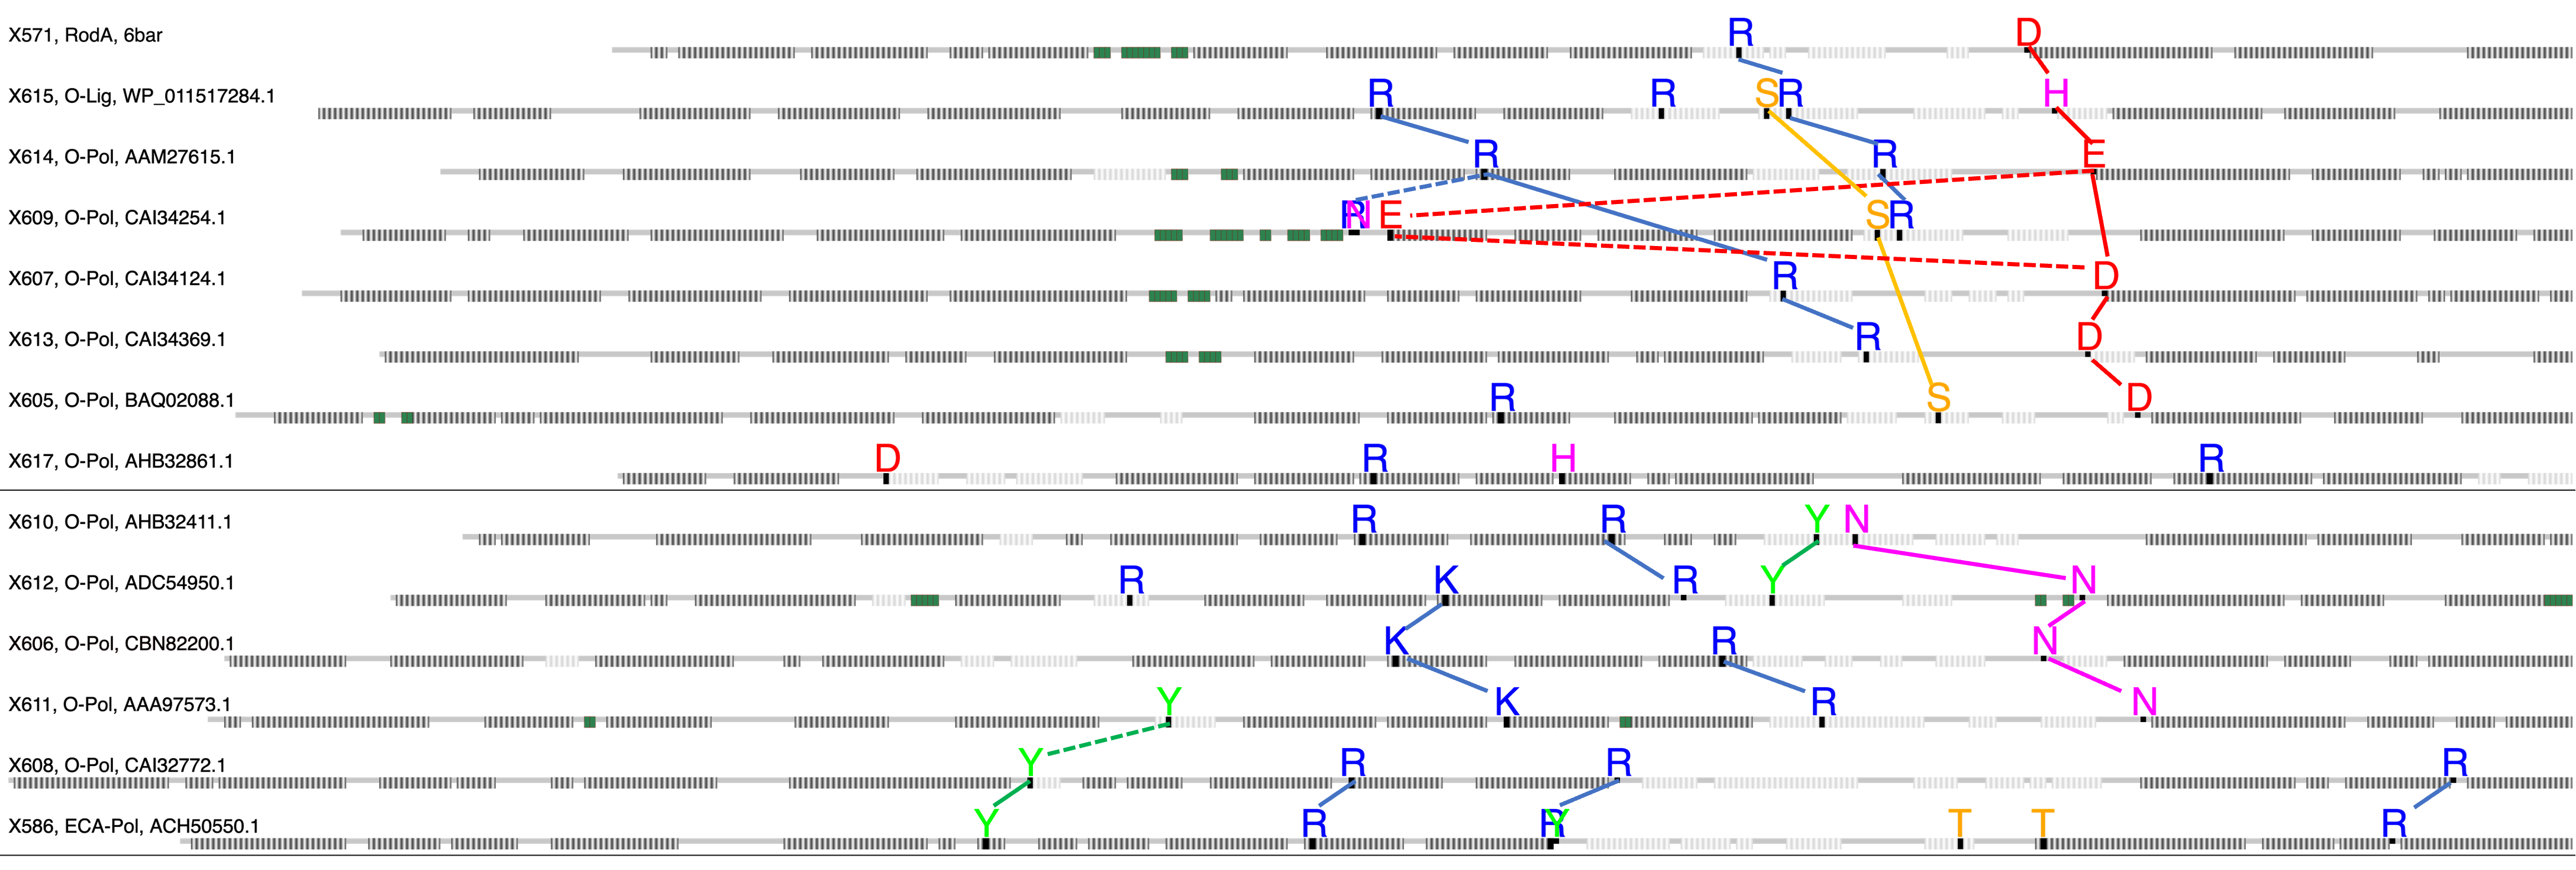 X571, RodA, 6bar R D
X615, O-Lig, WP_011517284.1 R R S R H
X614, O-Pol, AAM27615.1 R R E
X609, O-Pol, CAI34254.1 R N E S R
X607, O-Pol, CAI34124.1 R D
X613, O-Pol, CAI34369.1 R D
X605, O-Pol, BAQ02088.1 R S D
X617, O-Pol, AHB32861.1 D R H R
X610, O-Pol, AHB32411.1 R R Y N
X612, O-Pol, ADC54950.1 R K R Y N
X606, O-Pol, CBN82200.1 K R N
X611, O-Pol, AAA97573.1 Y K R N
X608, O-Pol, CAI32772.1 Y R R R
X586, ECA-Pol, ACH50550.1 Y R R Y T T R